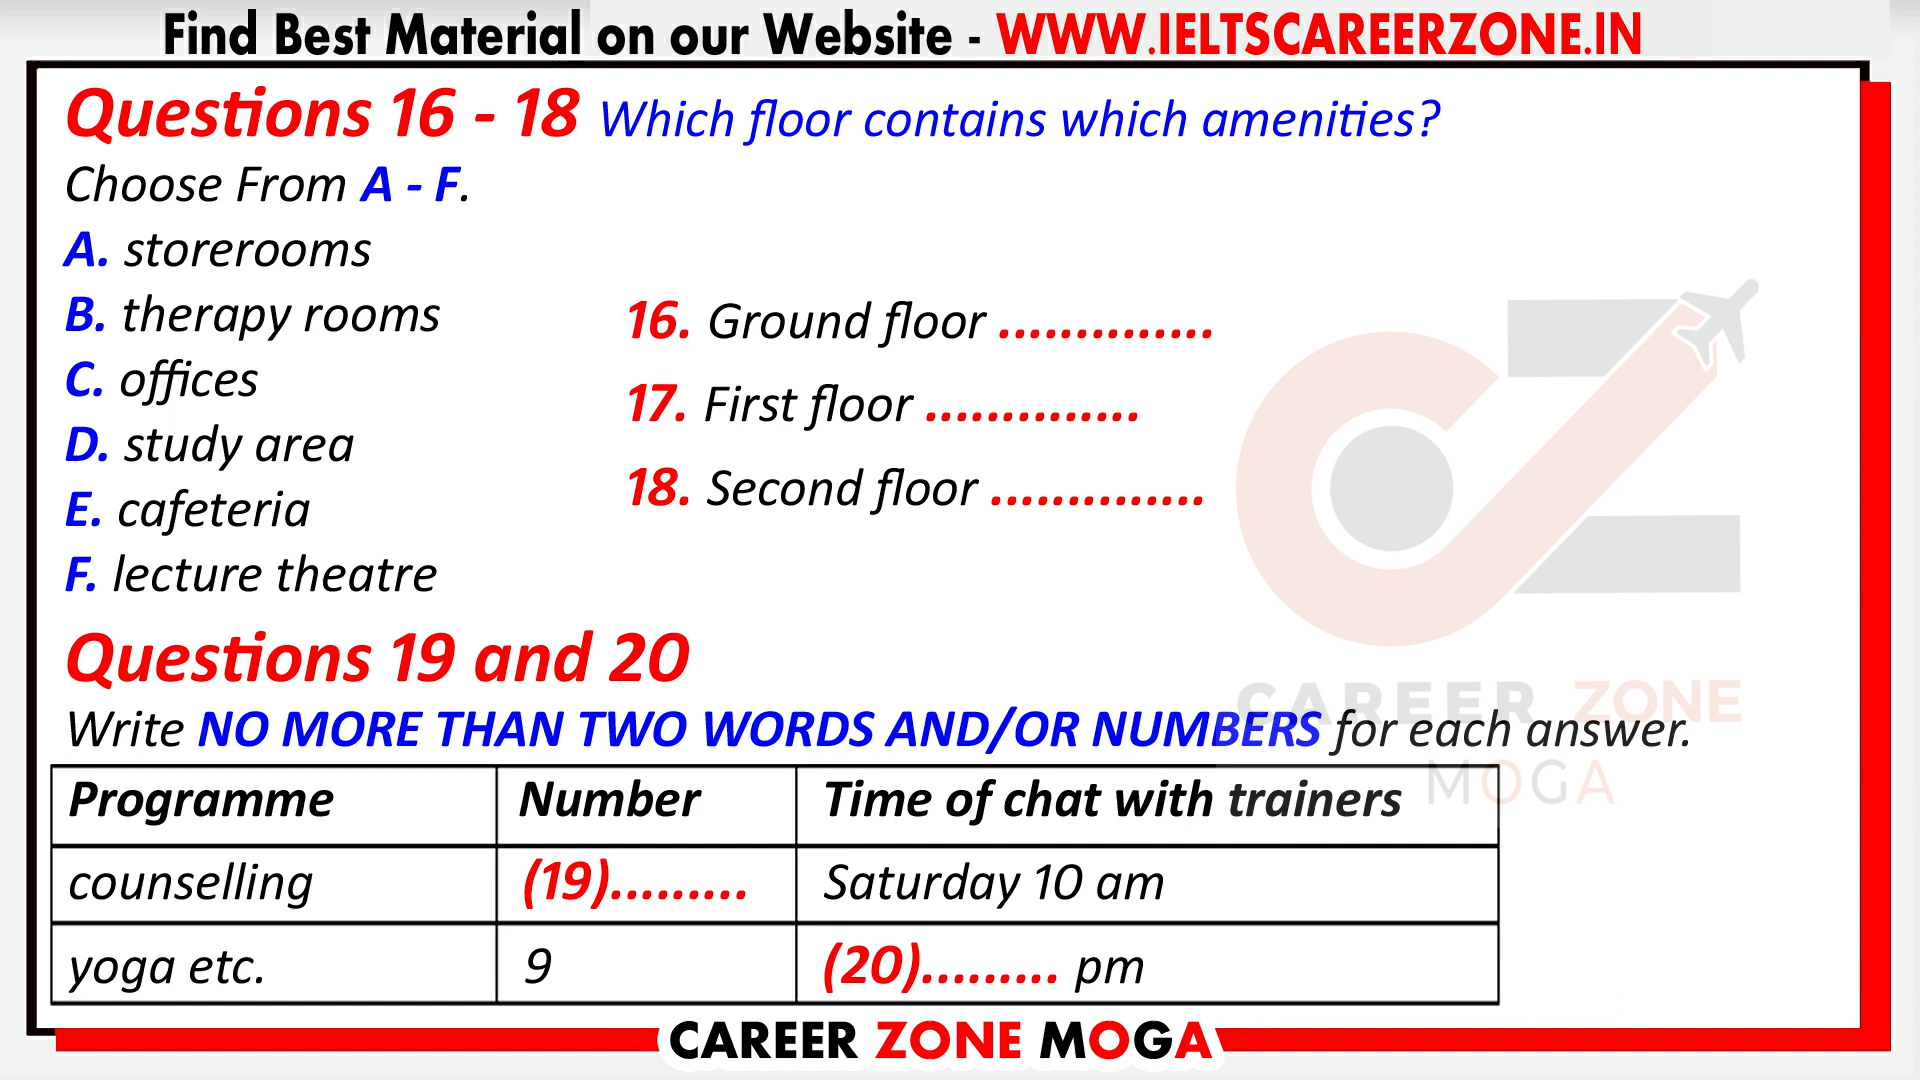 Find Best Material on our Website - WWW.IELTSCAREERZONE.IN
Questions 16 - 18 Which floor contains which amenities?
Choose From A - F.
A. storerooms
B. therapy rooms
C. offices
D. study area
E. cafeteria
F. lecture theatre
16. Ground floor ..............
17. First floor ..............
18. Second floor ..............
Questions 19 and 20
Write NO MORE THAN TWO WORDS AND/OR NUMBERS for each answer.
Programme Number Time of chat with trainers
counselling (19)......... Saturday 10 am
yoga etc. 9 (20)......... pm
CAREER ZONE
MOGA
CAREER ZONE MOGA